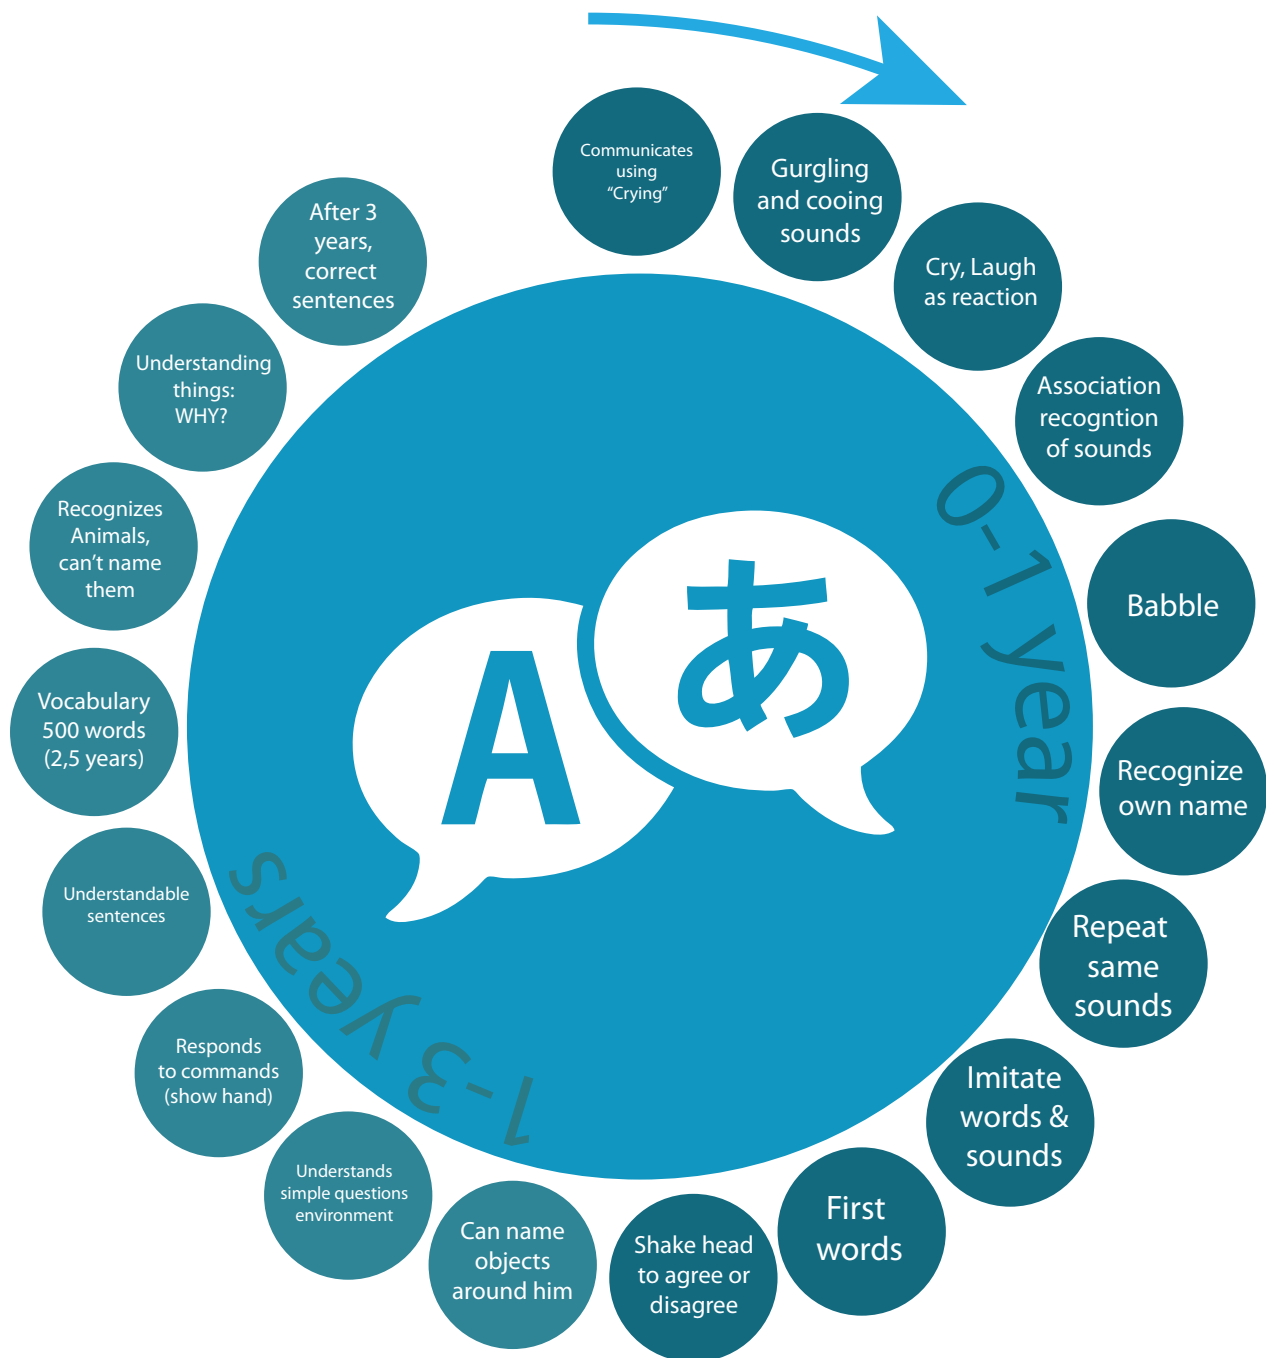 Communicates
using
“Crying”
Gurgling
and cooing
sounds
Cry, Laugh
as reaction
Association
recogntion
of sounds
Babble
Recognize
own name
Repeat
same
sounds
Imitate
words &
sounds
First
words
Shake head
to agree or
disagree
Can name
objects
around him
Understands
simple questions
environment
Responds
to commands
(show hand)
Understandable
sentences
Vocabulary
500 words
(2,5 years)
Recognizes
Animals,
can’t name
them
Understanding
things:
WHY?
After 3
years,
correct
sentences
0-1 year
1-3 years
A
あ